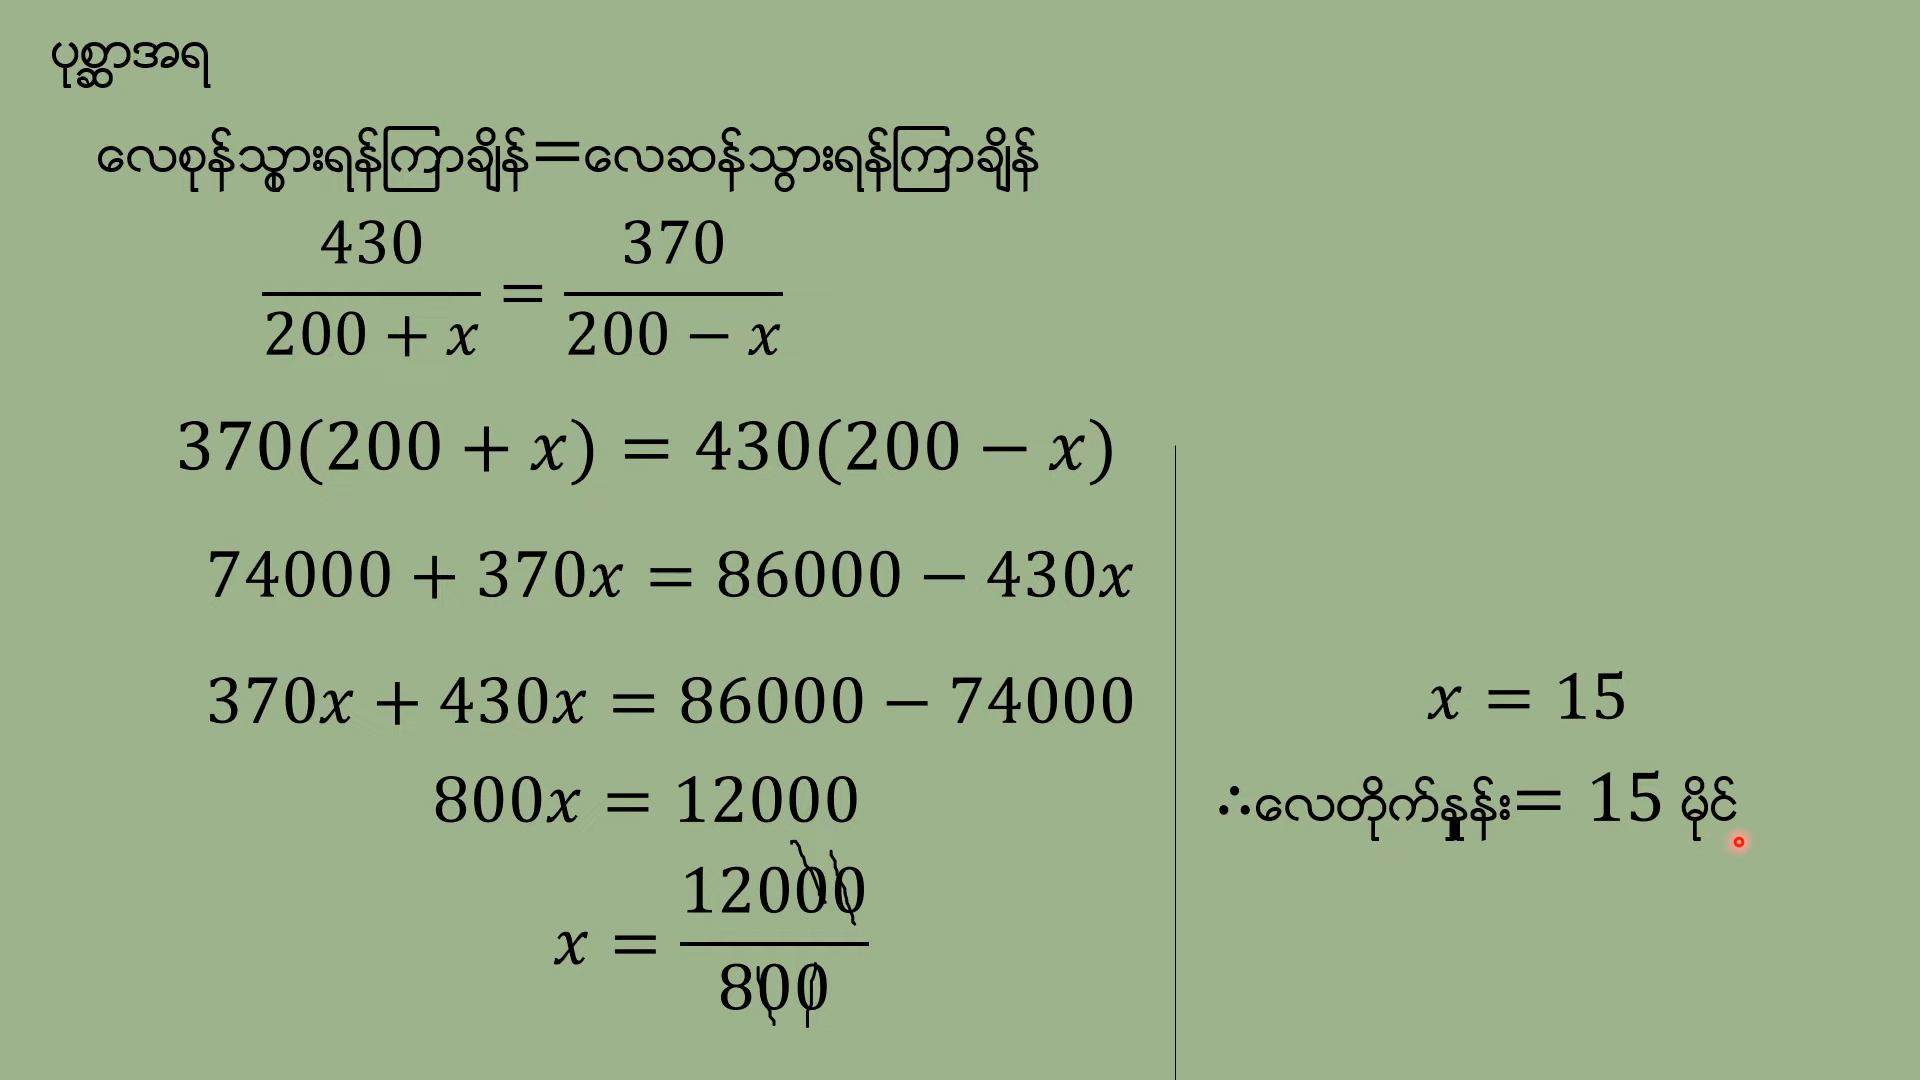 ပုစ္ဆာအရ
လေစုန်သွားရန်ကြာချိန်=လေဆန်သွားရန်ကြာချိန်
430/(200 + x) = 370/(200 − x)
370(200 + x) = 430(200 − x)
74000 + 370x = 86000 − 430x
370x + 430x = 86000 − 74000
800x = 12000
x = 12000/800
x = 15
∴လေတိုက်နှုန်း= 15 မိုင်